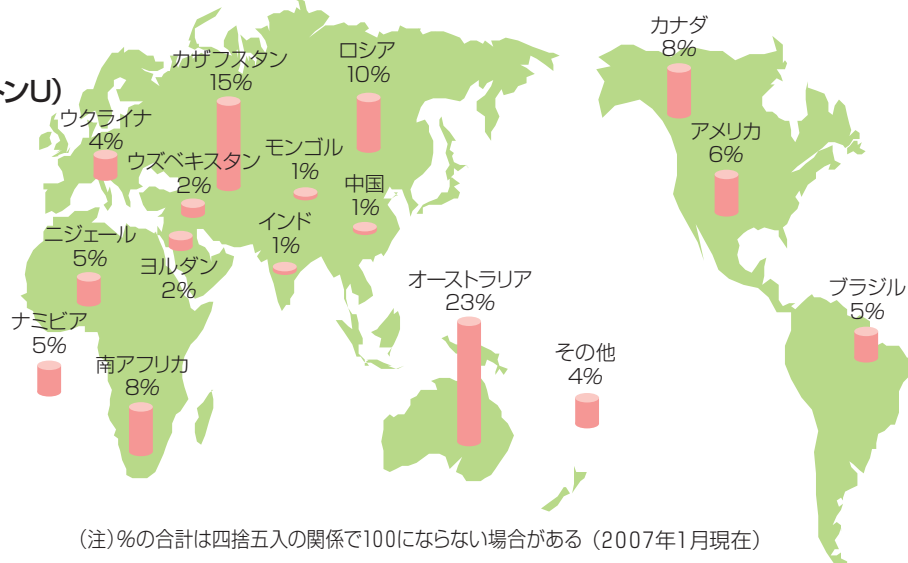 カナダ
8%
ロシア
10%
カザフスタン
15%
トンU)
ウクライナ
4%
アメリカ
6%
モンゴル
1%
ウズベキスタン
2%
中国
1%
インド
1%
ニジェール
5%
ヨルダン
2%
オーストラリア
23%
ブラジル
5%
ナミビア
5%
その他
4%
南アフリカ
8%
(注)%の合計は四捨五入の関係で100にならない場合がある (2007年1月現在)